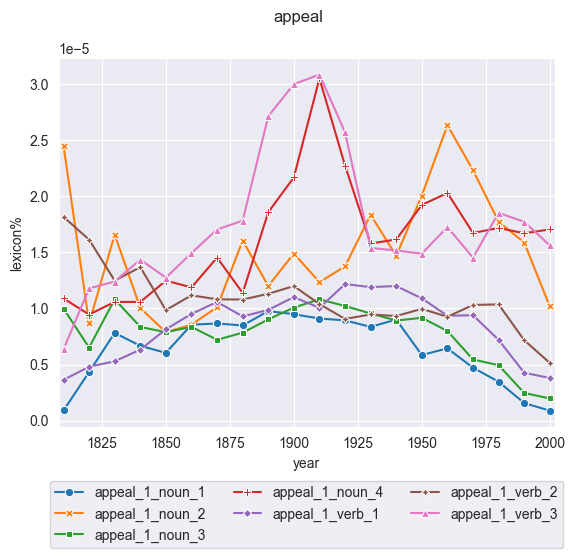 appeal
1e−5
3.0
2.5
2.0
1.5
1.0
0.5
0.0
lexicon%
1825 1850 1875 1900 1925 1950 1975 2000
year
appeal_1_noun_1 appeal_1_noun_4 appeal_1_verb_2
appeal_1_noun_2 appeal_1_verb_1 appeal_1_verb_3
appeal_1_noun_3